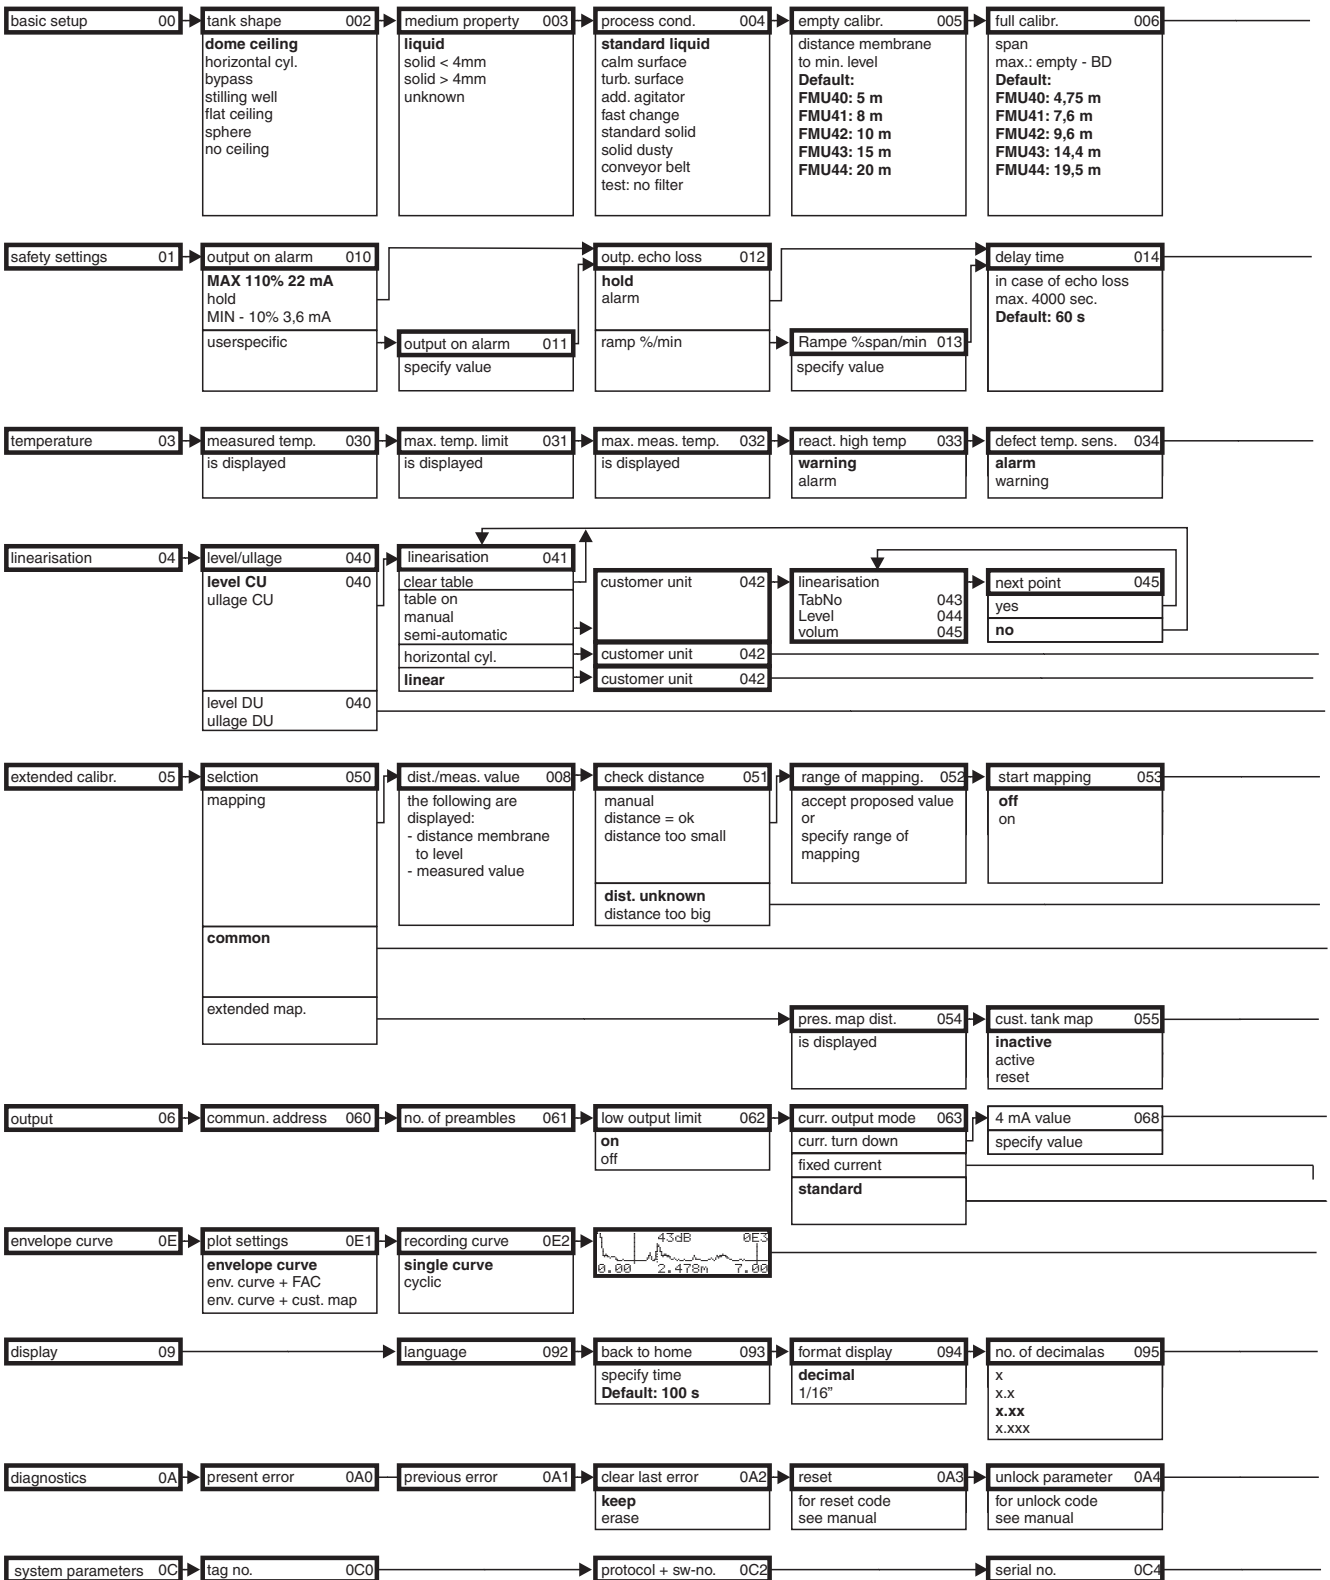 basic setup 00
tank shape 002
dome ceiling
horizontal cyl.
bypass
stilling well
flat ceiling
sphere
no ceiling
medium property 003
liquid
solid < 4mm
solid > 4mm
unknown
process cond. 004
standard liquid
calm surface
turb. surface
add. agitator
fast change
standard solid
solid dusty
conveyor belt
test: no filter
empty calibr. 005
distance membrane
to min. level
Default:
FMU40: 5 m
FMU41: 8 m
FMU42: 10 m
FMU43: 15 m
FMU44: 20 m
full calibr. 006
span
max.: empty - BD
Default:
FMU40: 4,75 m
FMU41: 7,6 m
FMU42: 9,6 m
FMU43: 14,4 m
FMU44: 19,5 m
safety settings 01
output on alarm 010
MAX 110% 22 mA
hold
MIN - 10% 3,6 mA
userspecific
output on alarm 011
specify value
outp. echo loss 012
hold
alarm
ramp %/min
Rampe %span/min 013
specify value
delay time 014
in case of echo loss
max. 4000 sec.
Default: 60 s
temperature 03
measured temp. 030
is displayed
max. temp. limit 031
is displayed
max. meas. temp. 032
is displayed
react. high temp 033
warning
alarm
defect temp. sens. 034
alarm
warning
linearisation 04
level/ullage 040
level CU 040
ullage CU
level DU 040
ullage DU
linearisation 041
clear table
table on
manual
semi-automatic
horizontal cyl.
linear
customer unit 042
customer unit 042
customer unit 042
linearisation
TabNo 043
Level 044
volum 045
next point 045
yes
no
extended calibr. 05
selction 050
mapping
common
extended map.
dist./meas. value 008
the following are
displayed:
- distance membrane
to level
- measured value
check distance 051
manual
distance = ok
distance too small
dist. unknown
distance too big
range of mapping. 052
accept proposed value
or
specify range of
mapping
start mapping 053
off
on
pres. map dist. 054
is displayed
cust. tank map 055
inactive
active
reset
output 06
commun. address 060
no. of preambles 061
low output limit 062
on
off
curr. output mode 063
curr. turn down
fixed current
standard
4 mA value 068
specify value
envelope curve 0E
plot settings 0E1
envelope curve
env. curve + FAC
env. curve + cust. map
recording curve 0E2
single curve
cyclic
43dB 0E3
0.00 2.478m 7.00
display 09
language 092
back to home 093
specify time
Default: 100 s
format display 094
decimal
1/16”
no. of decimalas 095
x
x.x
x.xx
x.xxx
diagnostics 0A
present error 0A0
previous error 0A1
clear last error 0A2
keep
erase
reset 0A3
for reset code
see manual
unlock parameter 0A4
for unlock code
see manual
system parameters 0C
tag no. 0C0
protocol + sw-no. 0C2
serial no. 0C4